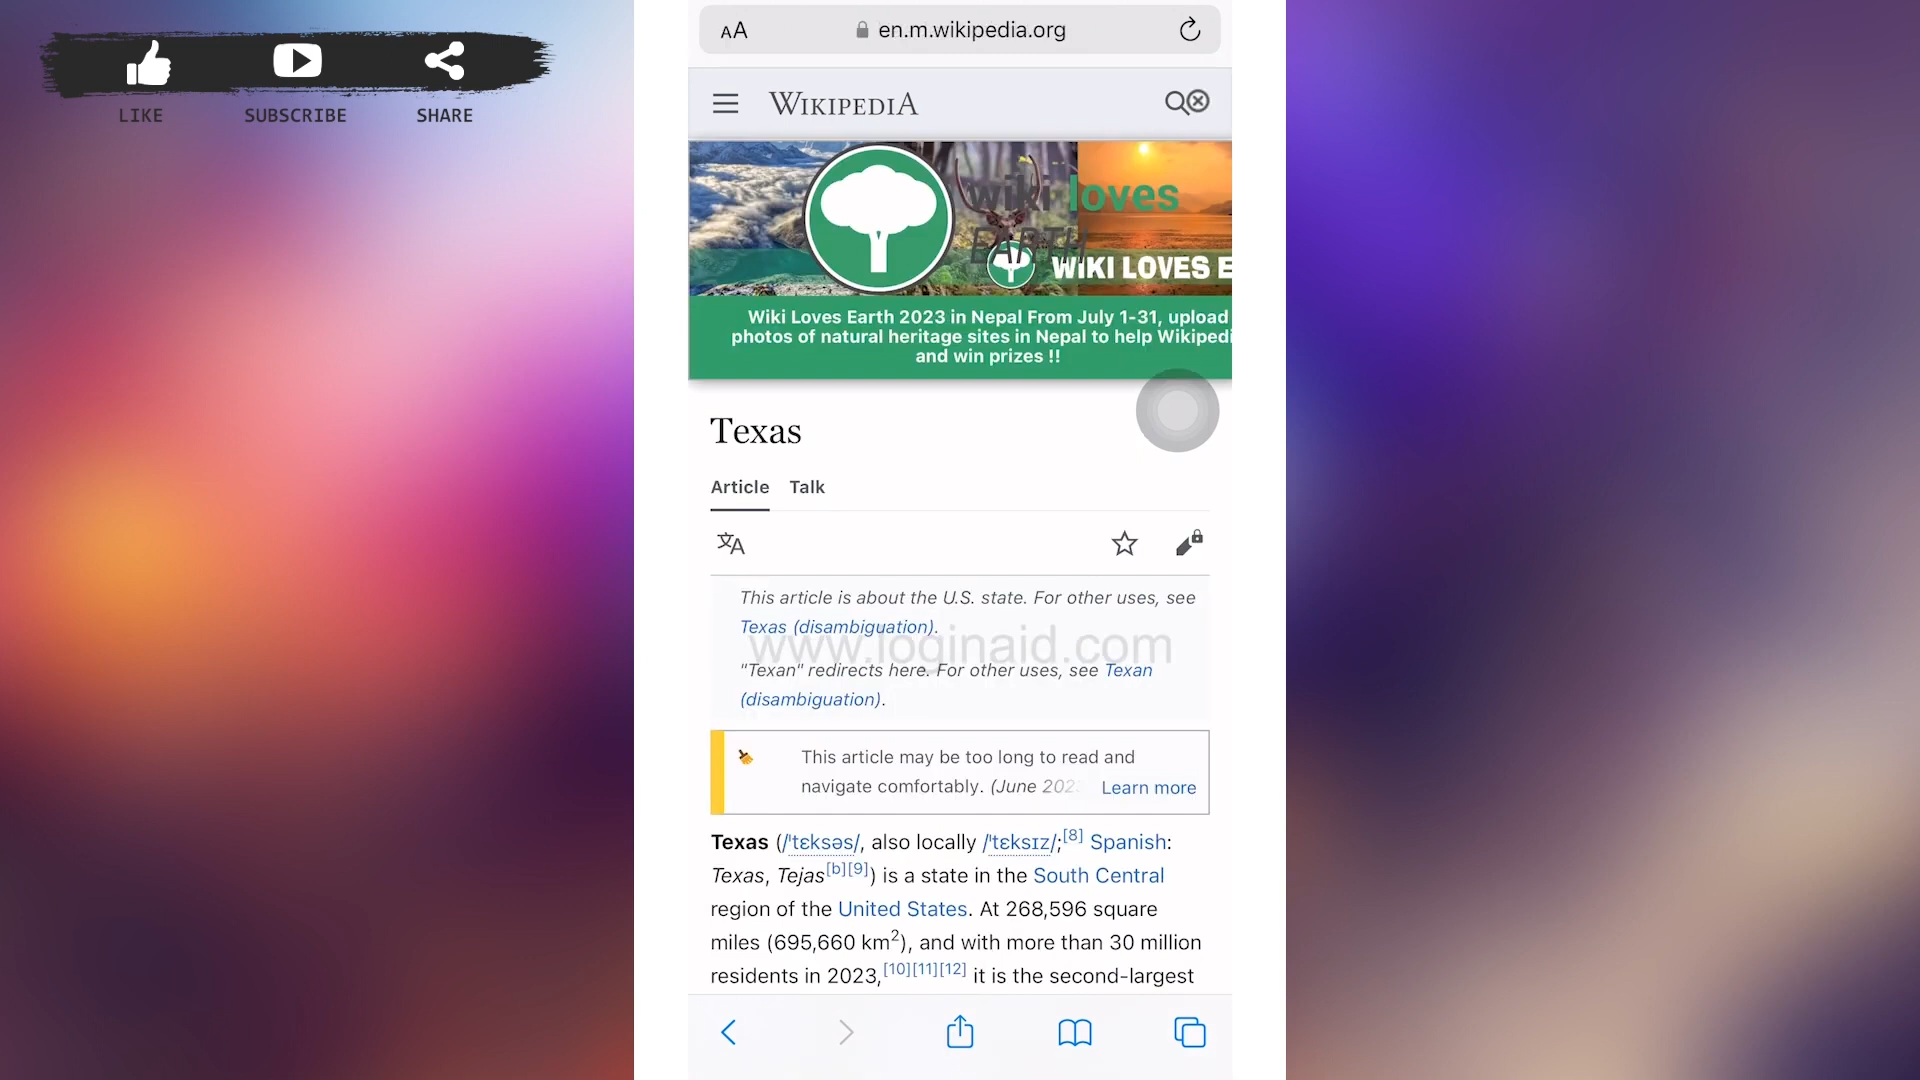 LIKE
SUBSCRIBE
SHARE
AA
en.m.wikipedia.org
WIKIPEDIA
wiki loves
EARTH
WIKI LOVES E
Wiki Loves Earth 2023 in Nepal From July 1-31, upload
photos of natural heritage sites in Nepal to help Wikipedi
and win prizes !!
Texas
Article Talk
文A
This article is about the U.S. state. For other uses, see
Texas (disambiguation).
www.loginaid.com
"Texan" redirects here. For other uses, see Texan
(disambiguation).
This article may be too long to read and
navigate comfortably. (June 202
Learn more
Texas (/ˈtɛksəs/, also locally /ˈtɛksɪz/;[8] Spanish:
Texas, Tejas[b][9]) is a state in the South Central
region of the United States. At 268,596 square
miles (695,660 km2), and with more than 30 million
residents in 2023,[10][11][12] it is the second-largest